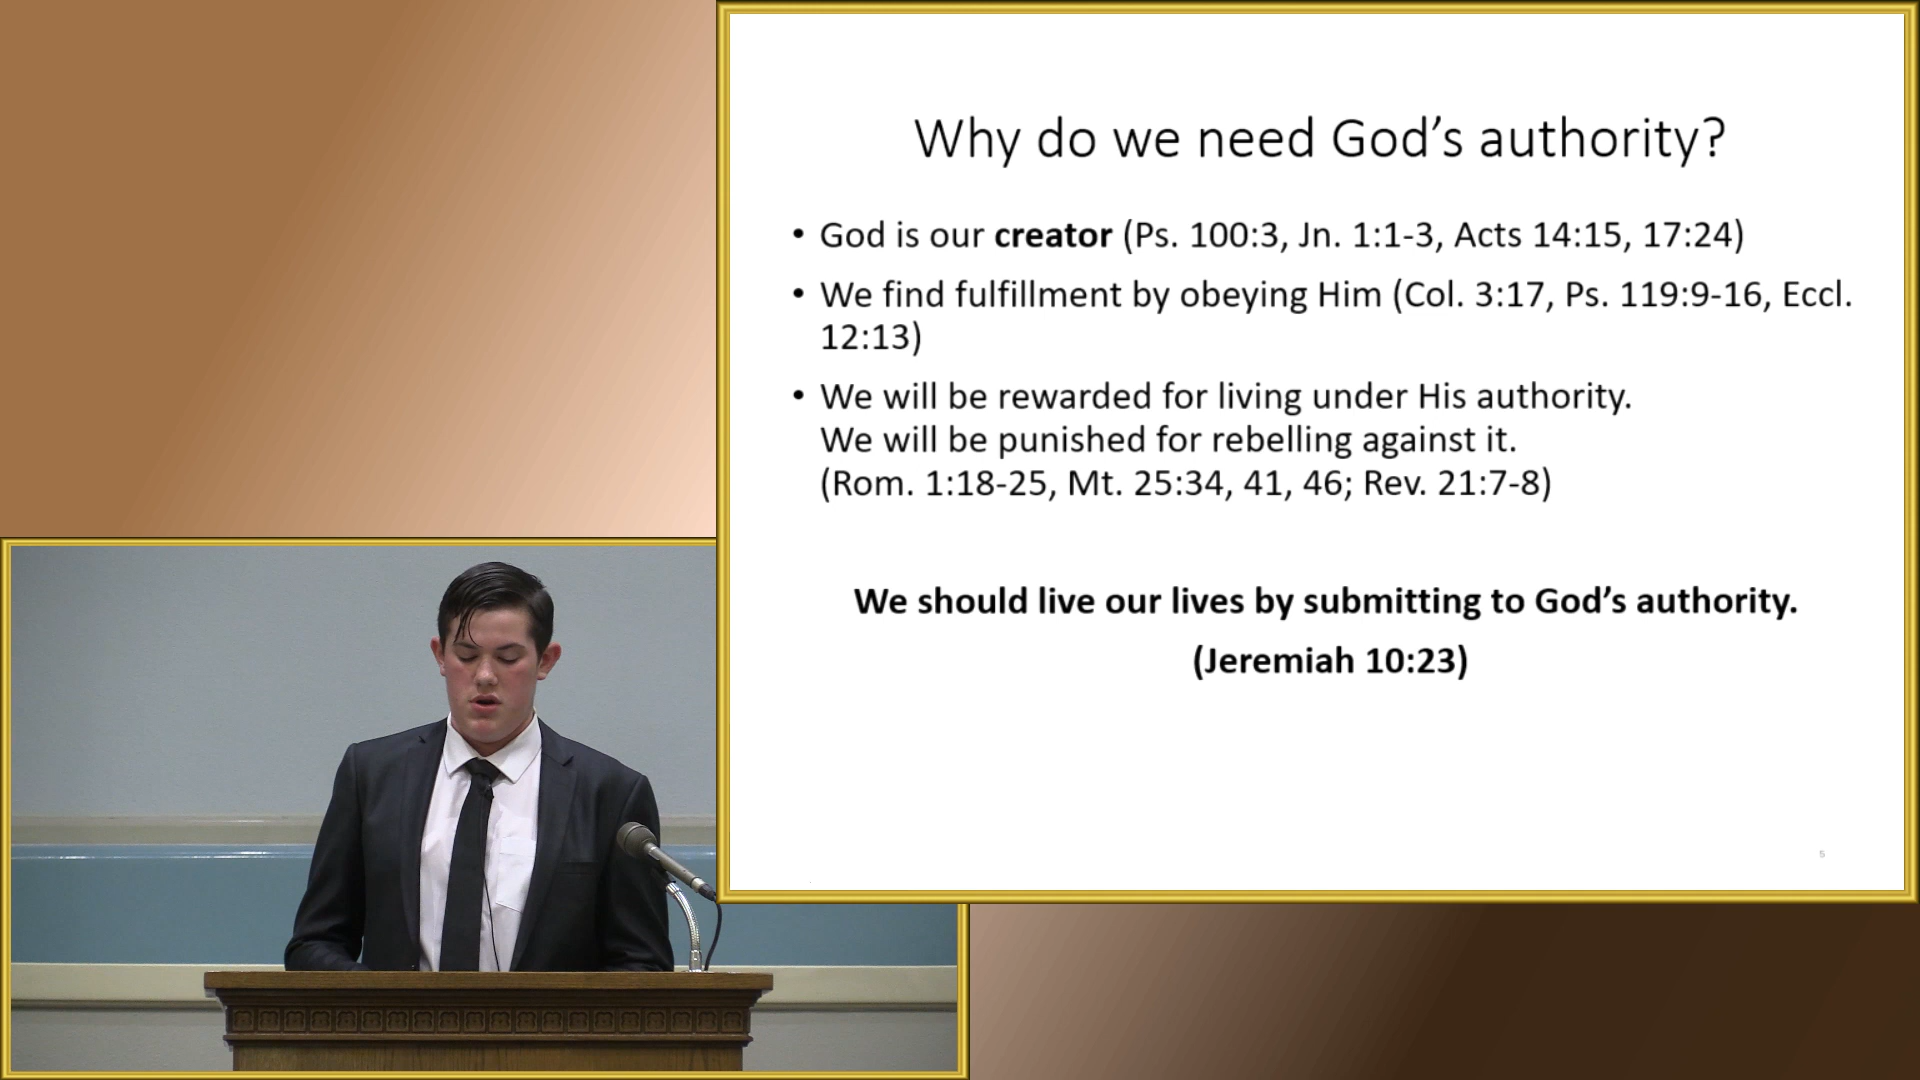 Why do we need God’s authority?
• God is our creator (Ps. 100:3, Jn. 1:1-3, Acts 14:15, 17:24)
• We find fulfillment by obeying Him (Col. 3:17, Ps. 119:9-16, Eccl.
12:13)
• We will be rewarded for living under His authority.
We will be punished for rebelling against it.
(Rom. 1:18-25, Mt. 25:34, 41, 46; Rev. 21:7-8)
We should live our lives by submitting to God’s authority.
(Jeremiah 10:23)
5